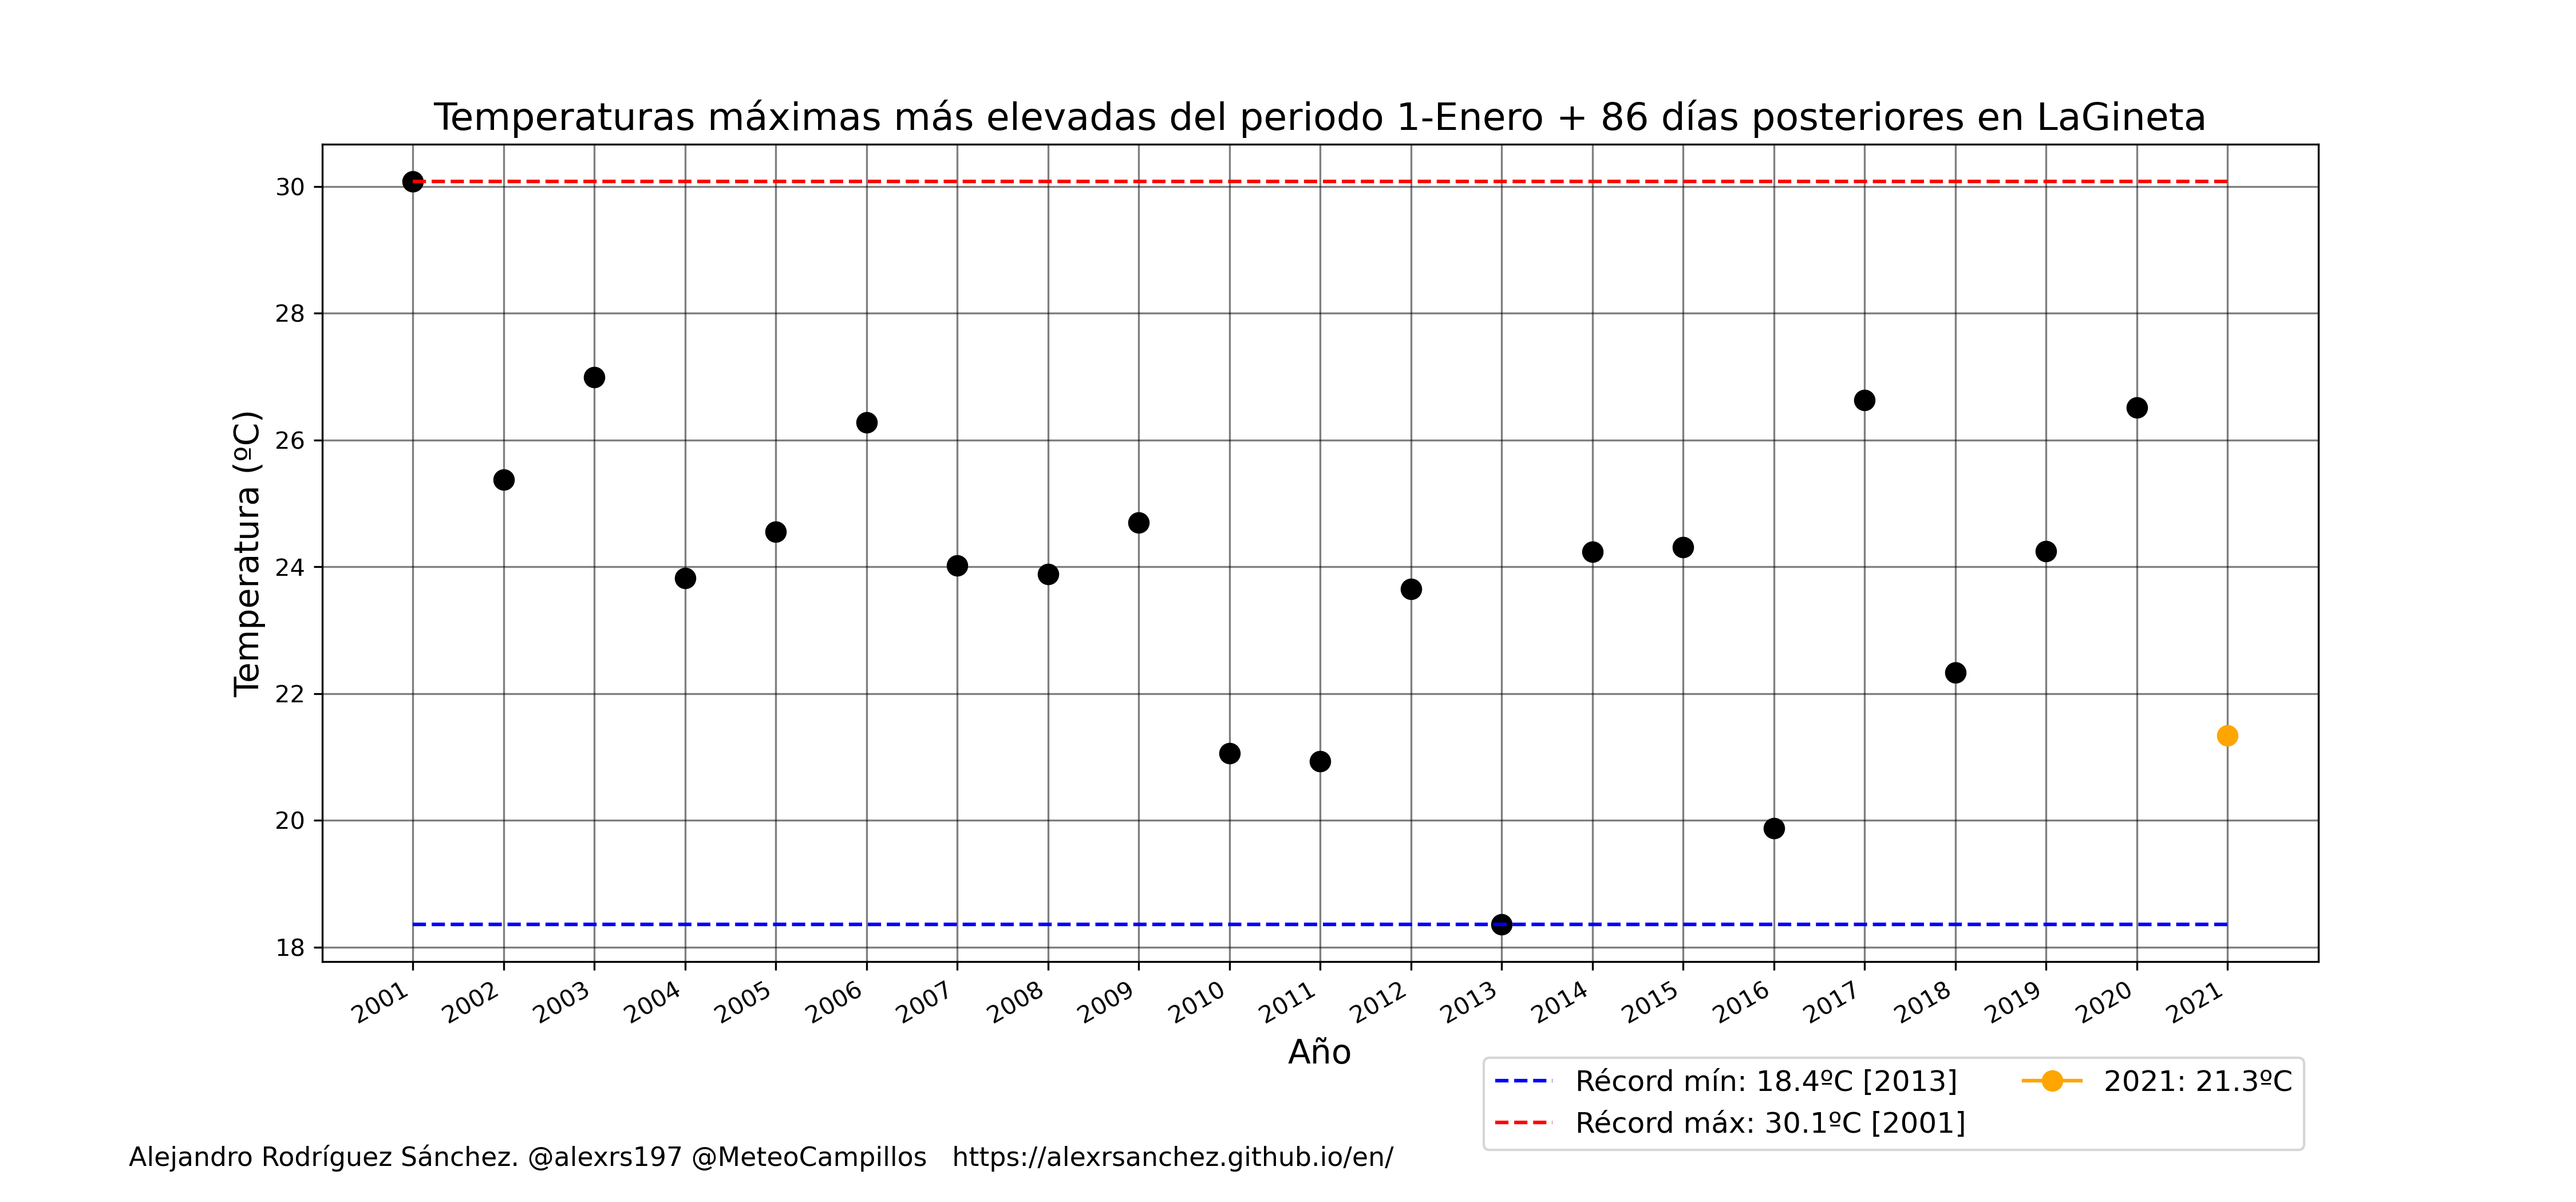 Temperaturas máximas más elevadas del periodo 1-Enero + 86 días posteriores en LaGineta
Temperatura (ºC)
30
28
26
24
22
20
18
2001 2002 2003 2004 2005 2006 2007 2008 2009 2010 2011 2012 2013 2014 2015 2016 2017 2018 2019 2020 2021
Año
Récord mín: 18.4ºC [2013]
Récord máx: 30.1ºC [2001]
2021: 21.3ºC
Alejandro Rodríguez Sánchez. @alexrs197 @MeteoCampillos https://alexrsanchez.github.io/en/